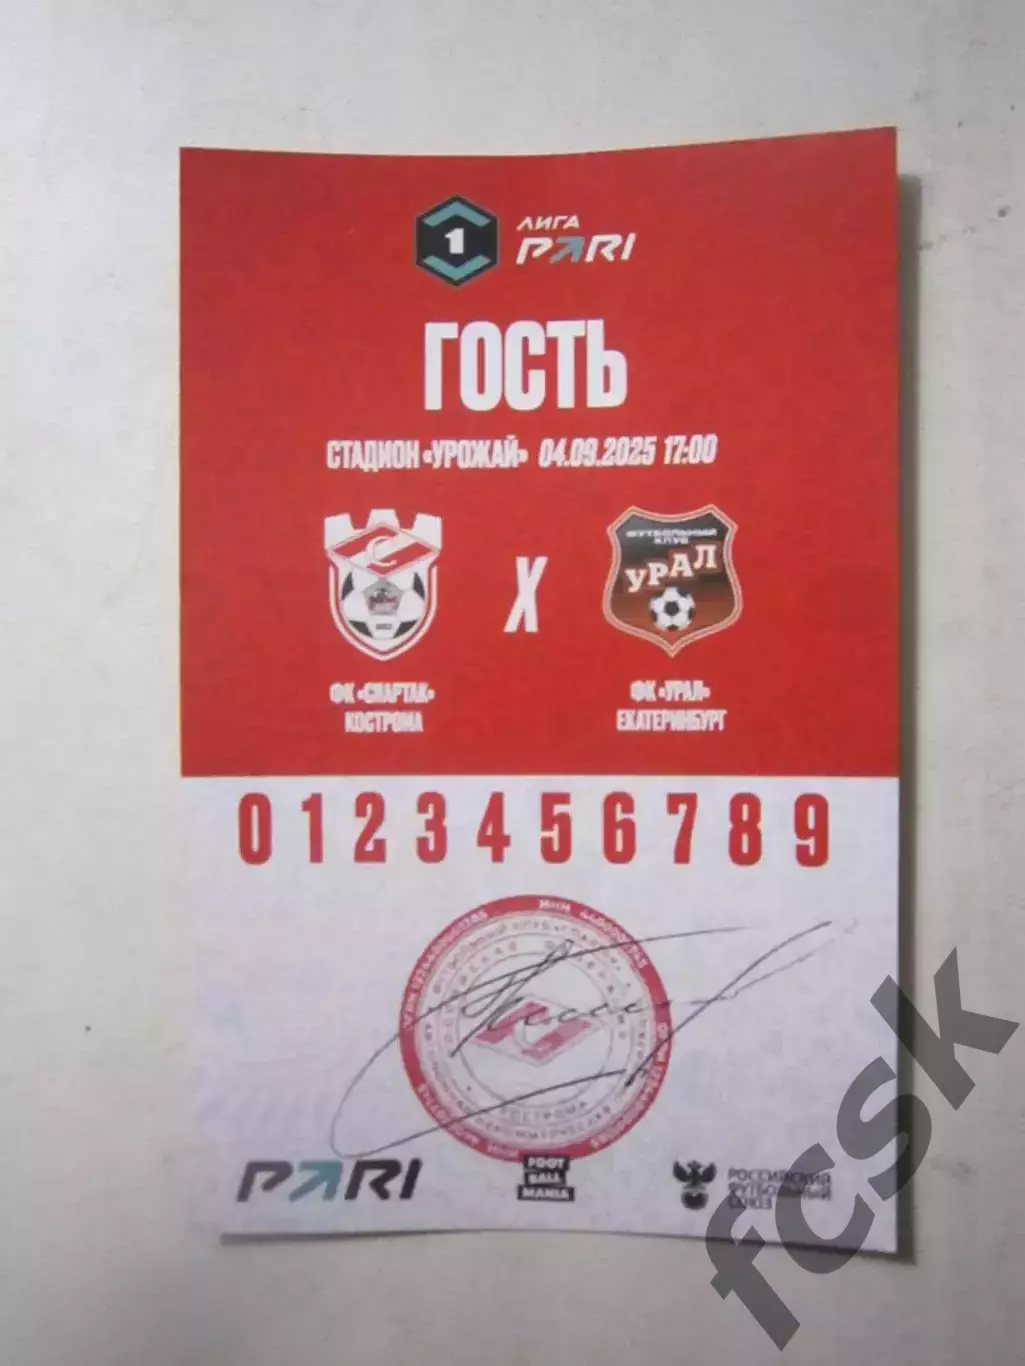 1
ЛИГА
PARI
ГОСТЬ
СТАДИОН «УРОЖАЙ» 04.09.2025 17:00
ФУТБОЛЬНЫЙ
КЛУБ
УРАЛ
Х
ФК «СПАРТАК»
КОСТРОМА
ФК «УРАЛ»
ЕКАТЕРИНБУРГ
0 1 2 3 4 5 6 7 8 9
КОСТРОМА
PARI
FOOT
BALL
MANIA
РОССИЙСКИЙ
ФУТБОЛЬНЫЙ
СОЮЗ
fcsk